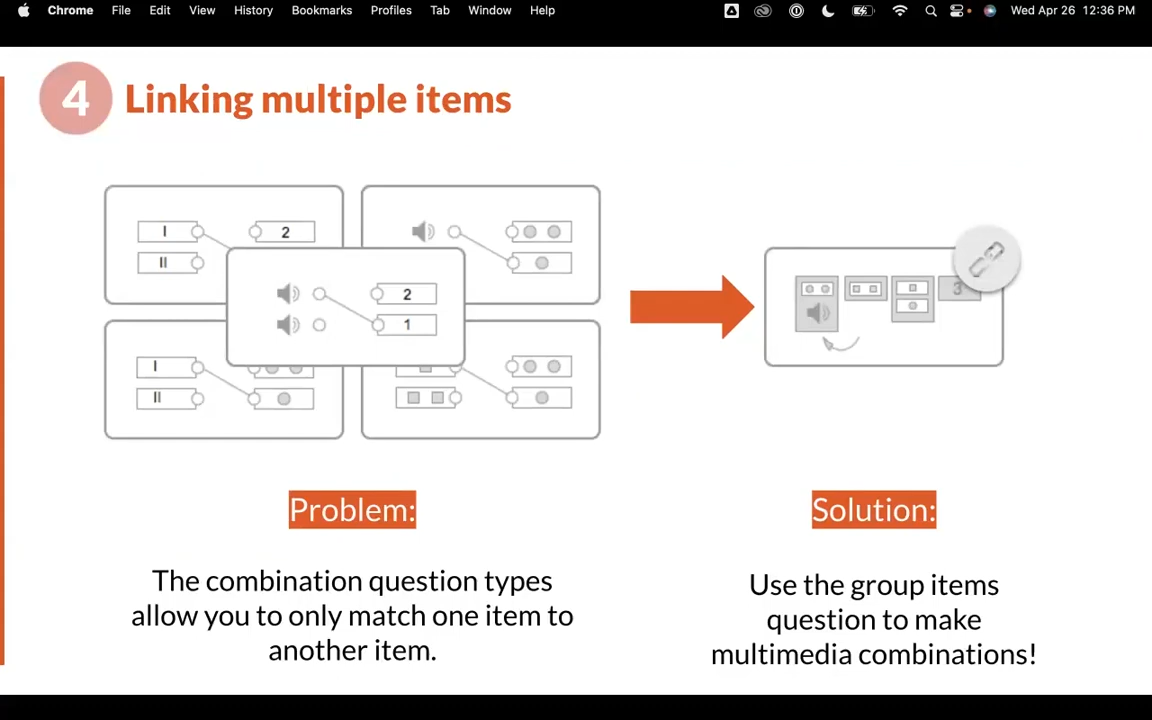 Chrome File Edit View History Bookmarks Profiles Tab Window Help Wed Apr 26 12:36 PM
4 Linking multiple items
I 2
II
2
1
I
II
3
Problem:
The combination question types
allow you to only match one item to
another item.
Solution:
Use the group items
question to make
multimedia combinations!